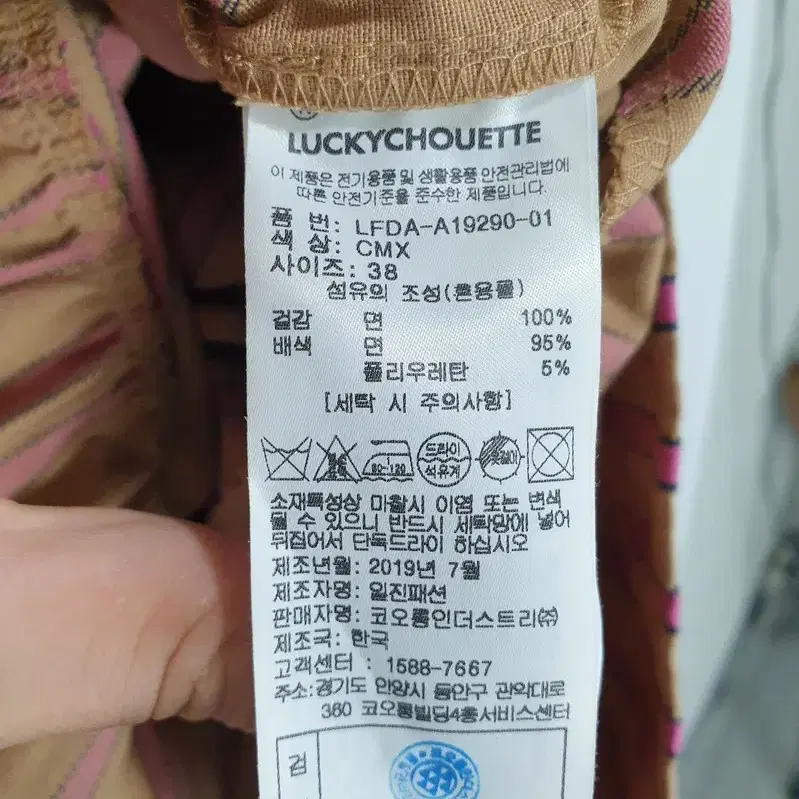 LUCKYCHOUETTE
이 제품은 전기용품 및 생활용품 안전관리법에
따른 안전기준을 준수한 제품입니다.
품 번: LFDA-A19290-01
색 상: CMX
사이즈: 38
섬유의 조성(혼용률)
겉감 면 100%
배색 면 95%
폴리우레탄 5%
[세탁 시 주의사항]
80~120
드라이
석유계
옷걸이
소재특성상 마찰시 이염 또는 변색
될 수 있으니 반드시 세탁망에 넣어
뒤집어서 단독드라이 하십시오
제조년월: 2019년 7월
제조자명: 일진패션
판매자명: 코오롱인더스트리㈜
제조국: 한국
고객센터 : 1588-7667
주소:경기도 안양시 동안구 관악대로
360 코오롱빌딩4층서비스센터
검